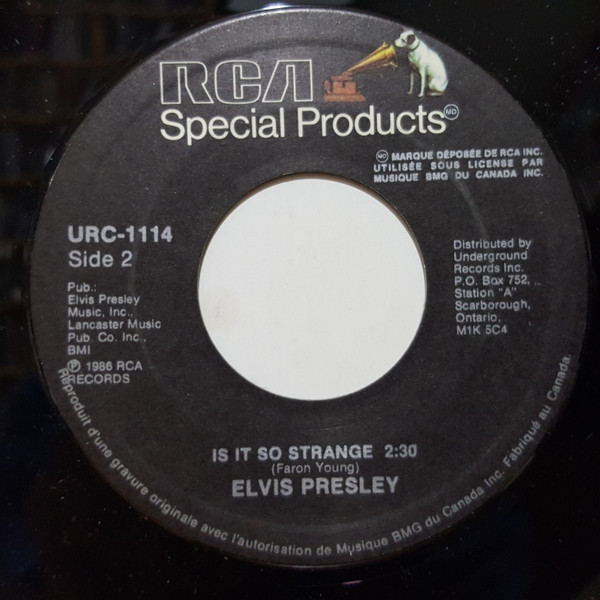 RCA
Special Products MD
MD MARQUE DÉPOSÉE DE RCA INC.
UTILISÉE SOUS LICENSE PAR
MUSIQUE BMG DU CANADA INC.
URC-1114
Side 2
Pub.:
Elvis Presley
Music, Inc.,
Lancaster Music
Pub. Co. Inc.,
BMI
℗ 1986 RCA
RECORDS
Distributed by
Underground
Records Inc.
P.O. Box 752,
Station "A"
Scarborough,
Ontario,
M1K 5C4
IS IT SO STRANGE 2:30
(Faron Young)
ELVIS PRESLEY
Reproduit d'une gravure originale avec l'autorisation de Musique BMG du Canada Inc. Fabriqué au Canada.